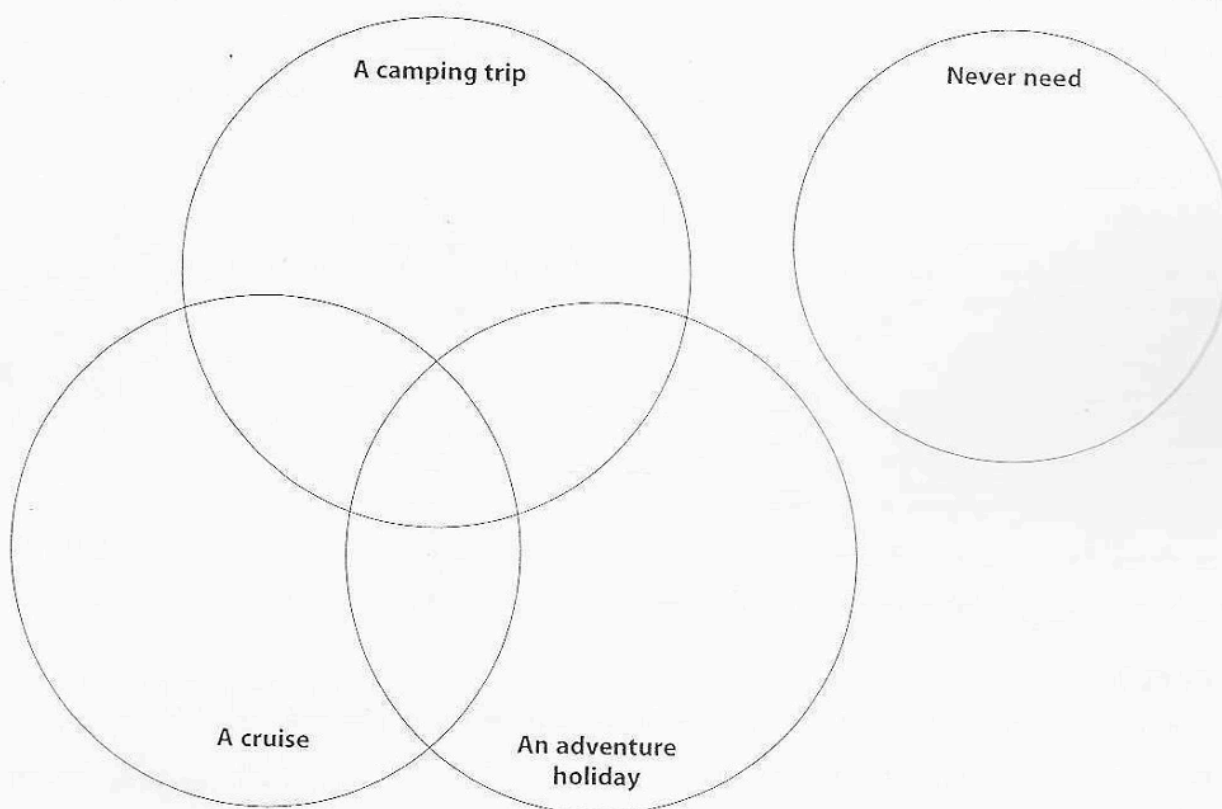 A camping trip
Never need
A cruise
An adventure
holiday